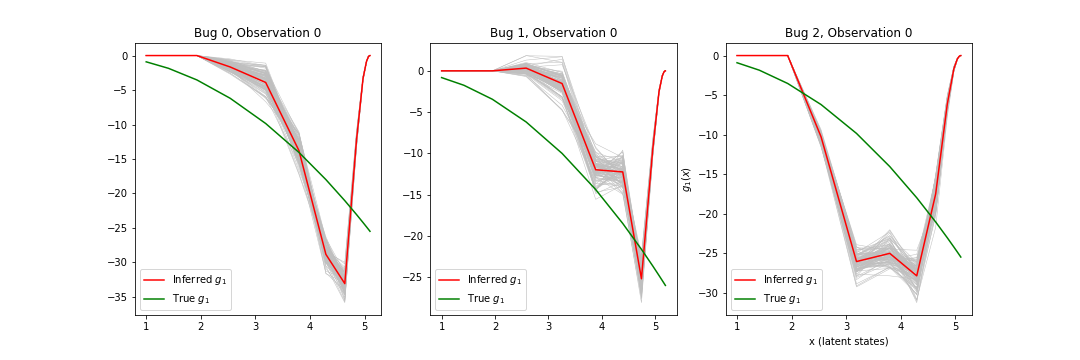 Bug 0, Observation 0
0
−5
−10
−15
−20
−25
−30
−35
Inferred g₁
True g₁
1 2 3 4 5
Bug 1, Observation 0
0
−5
−10
−15
−20
−25
Inferred g₁
True g₁
1 2 3 4 5
Bug 2, Observation 0
g₁(x)
0
−5
−10
−15
−20
−25
−30
Inferred g₁
True g₁
1 2 3 4 5
x (latent states)